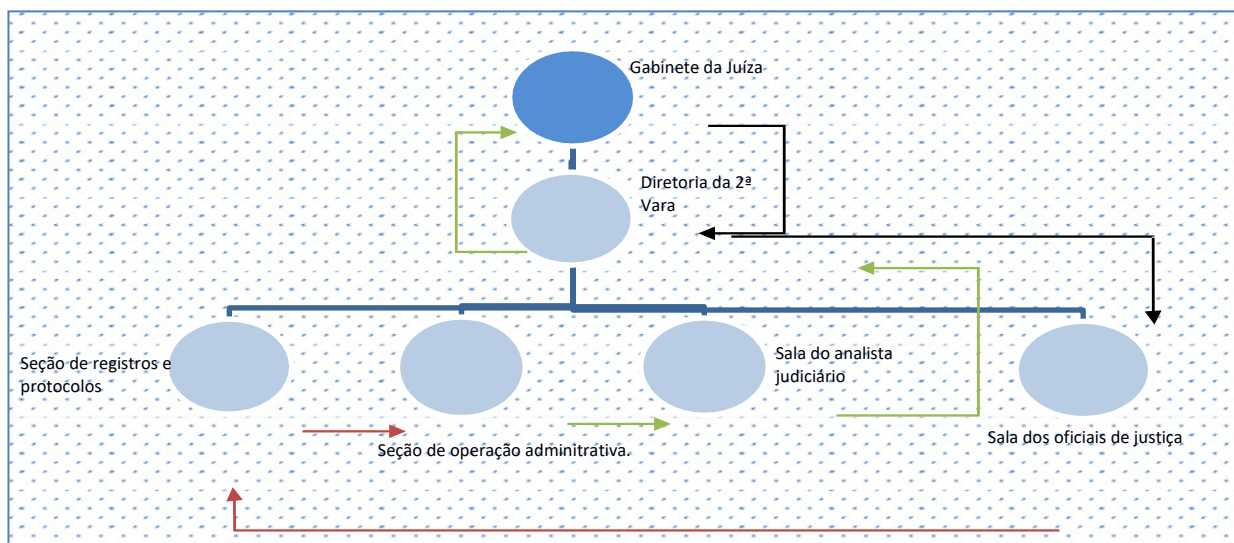 Gabinete da Juíza
Diretoria da 2ª
Vara
Seção de registros e
protocolos
Sala do analista
judiciário
Seção de operação adminitrativa.
Sala dos oficiais de justiça